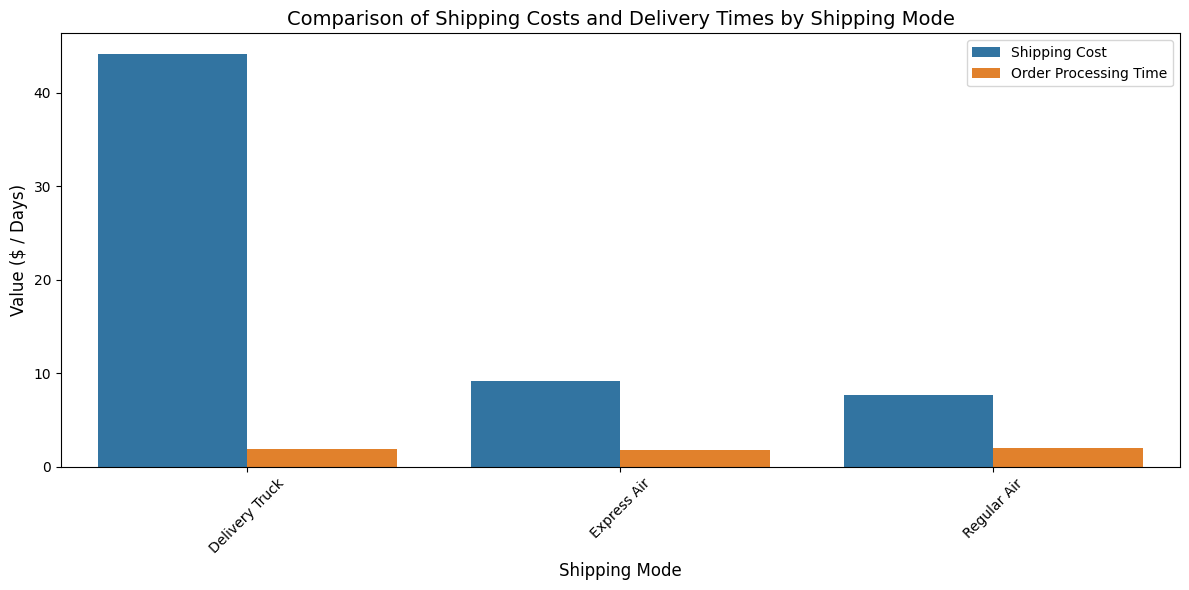 Comparison of Shipping Costs and Delivery Times by Shipping Mode
Shipping Cost
Order Processing Time
Value ($ / Days)
40
30
20
10
0
Delivery Truck
Express Air
Regular Air
Shipping Mode